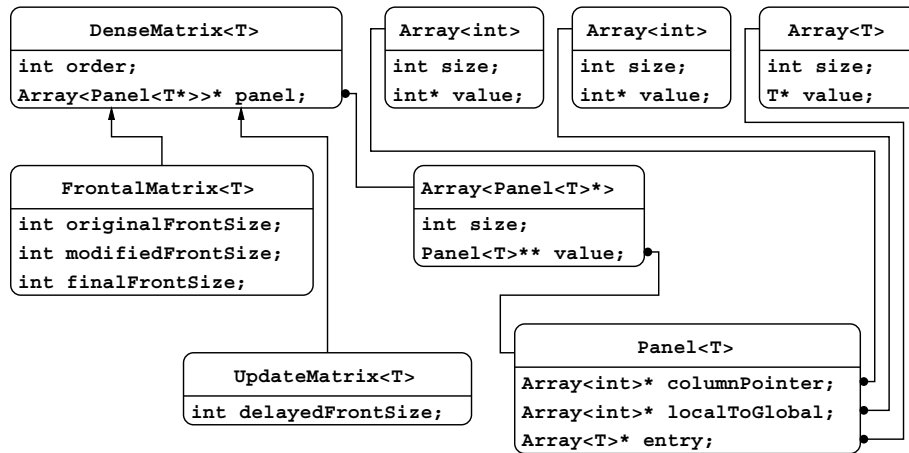 DenseMatrix<T>
int order;
Array<Panel<T*>>* panel;
Array<int>
int size;
int* value;
Array<int>
int size;
int* value;
Array<T>
int size;
T* value;
FrontalMatrix<T>
int originalFrontSize;
int modifiedFrontSize;
int finalFrontSize;
Array<Panel<T>*>
int size;
Panel<T>** value;
UpdateMatrix<T>
int delayedFrontSize;
Panel<T>
Array<int>* columnPointer;
Array<int>* localToGlobal;
Array<T>* entry;